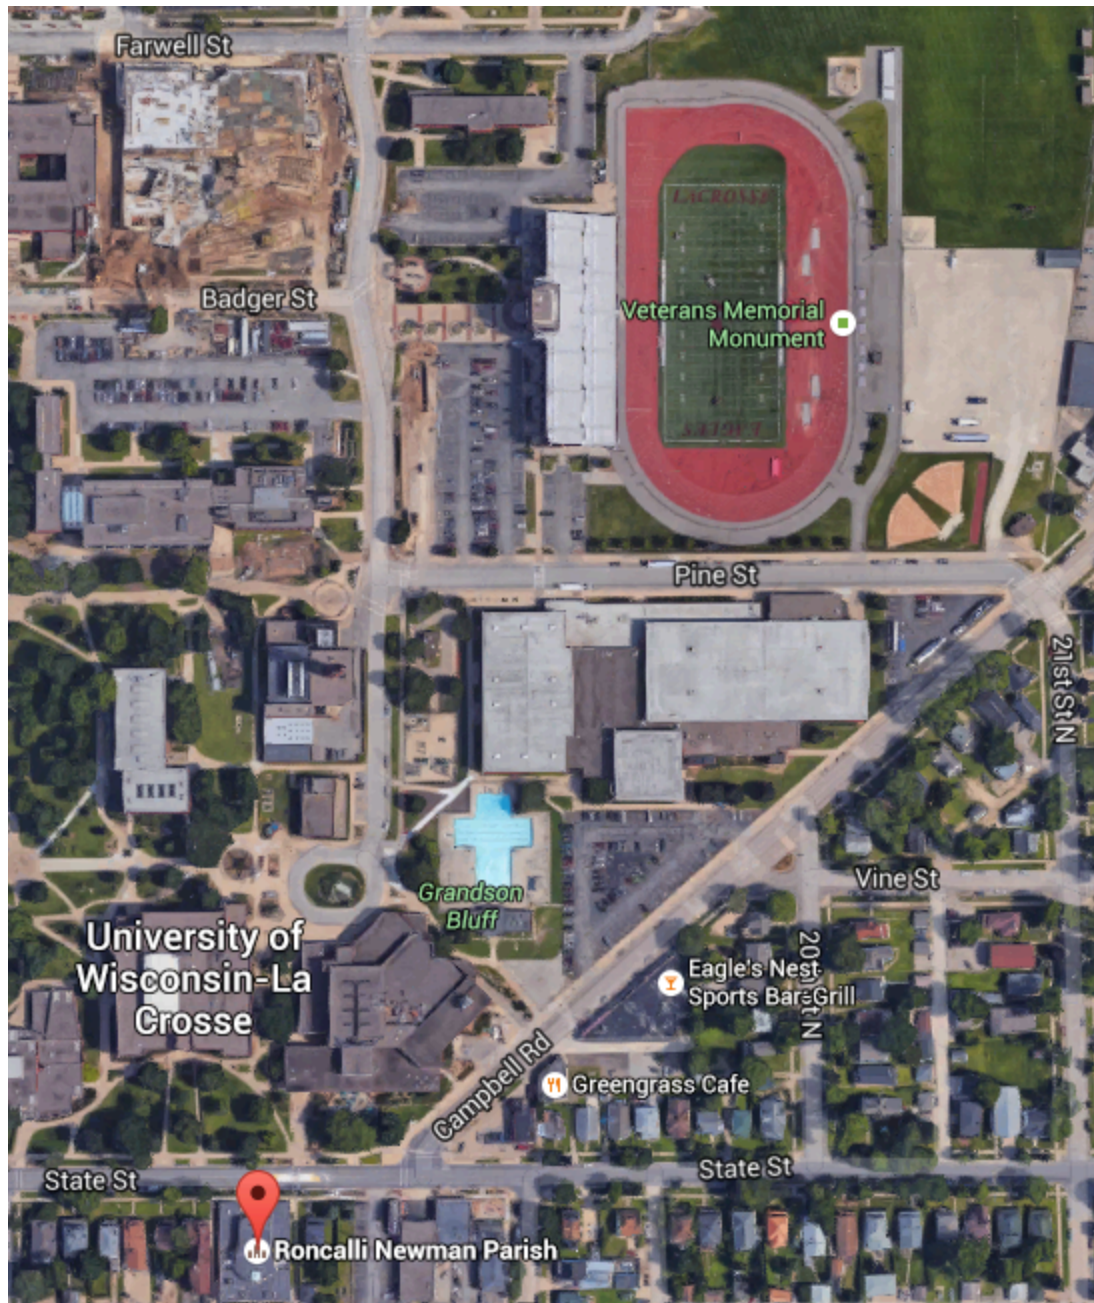 Farwell St
LACROSSE
Badger St
Veterans Memorial
Monument
EAGLES
Pine St
21st St N
Vine St
Grandson
Bluff
University of
Wisconsin-La
Crosse
20th St N
Eagle's Nest
Sports Bar-Grill
Campbell Rd
Greengrass Cafe
State St
State St
Roncalli Newman Parish